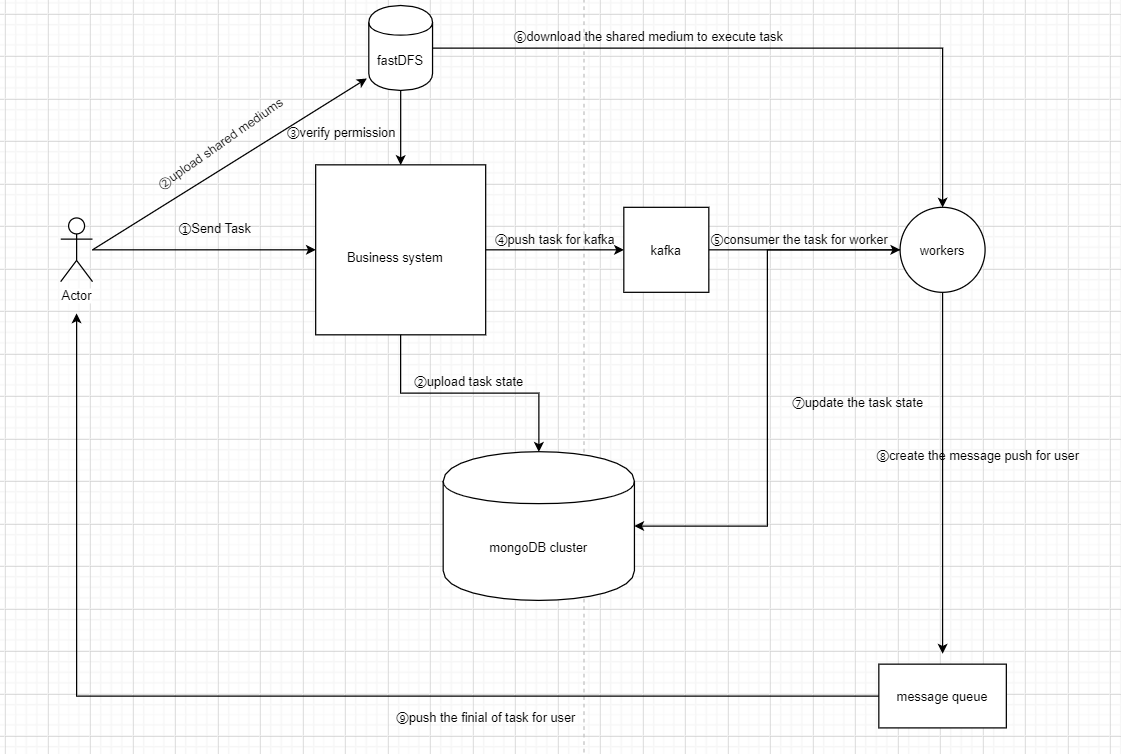 ⑥download the shared medium to execute task
fastDFS
②upload shared mediums
③verify permission
①Send Task
Business system
④push task for kafka
kafka
⑤consumer the task for worker
workers
Actor
②upload task state
⑦update the task state
⑧create the message push for user
mongoDB cluster
message queue
⑨push the finial of task for user